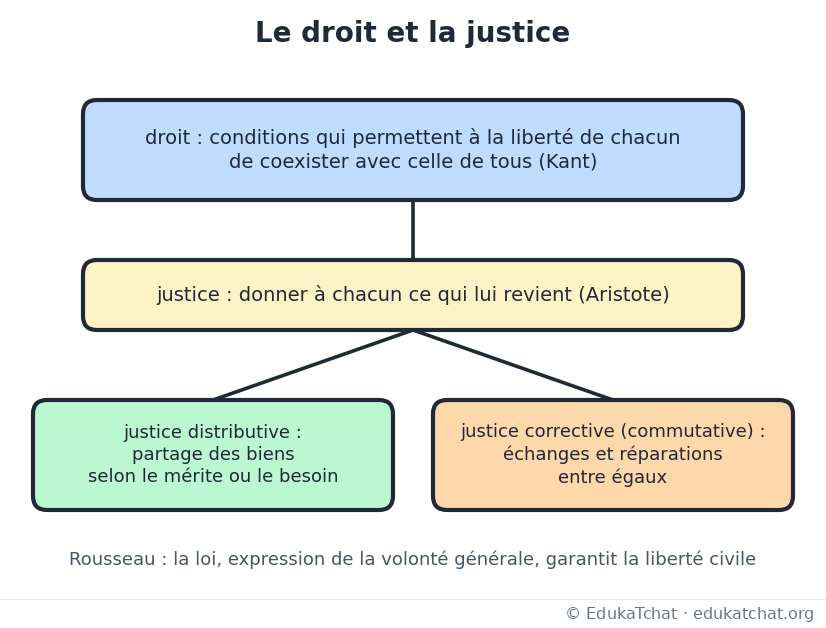 Le droit et la justice
droit : conditions qui permettent à la liberté de chacun
de coexister avec celle de tous (Kant)
justice : donner à chacun ce qui lui revient (Aristote)
justice distributive :
partage des biens
selon le mérite ou le besoin
justice corrective (commutative) :
échanges et réparations
entre égaux
Rousseau : la loi, expression de la volonté générale, garantit la liberté civile
© EdukaTchat · edukatchat.org